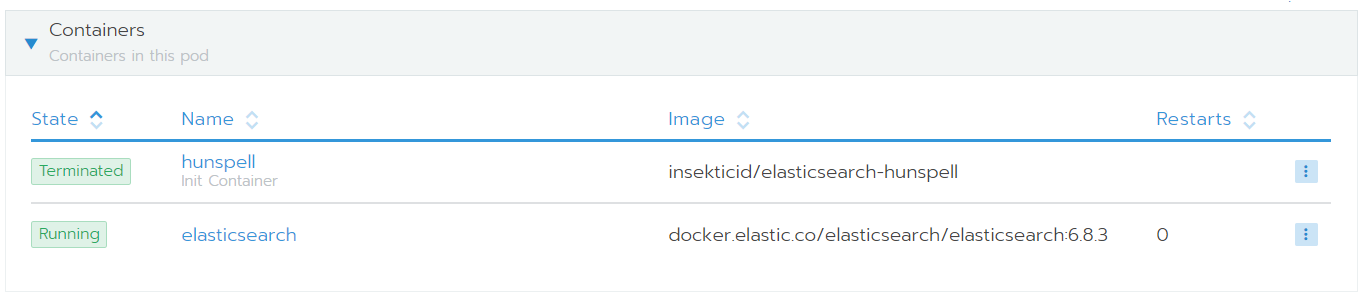 Containers
Containers in this pod
State Name Image Restarts
Terminated hunspell insekticid/elasticsearch-hunspell
Init Container
Running elasticsearch docker.elastic.co/elasticsearch/elasticsearch:6.8.3 0